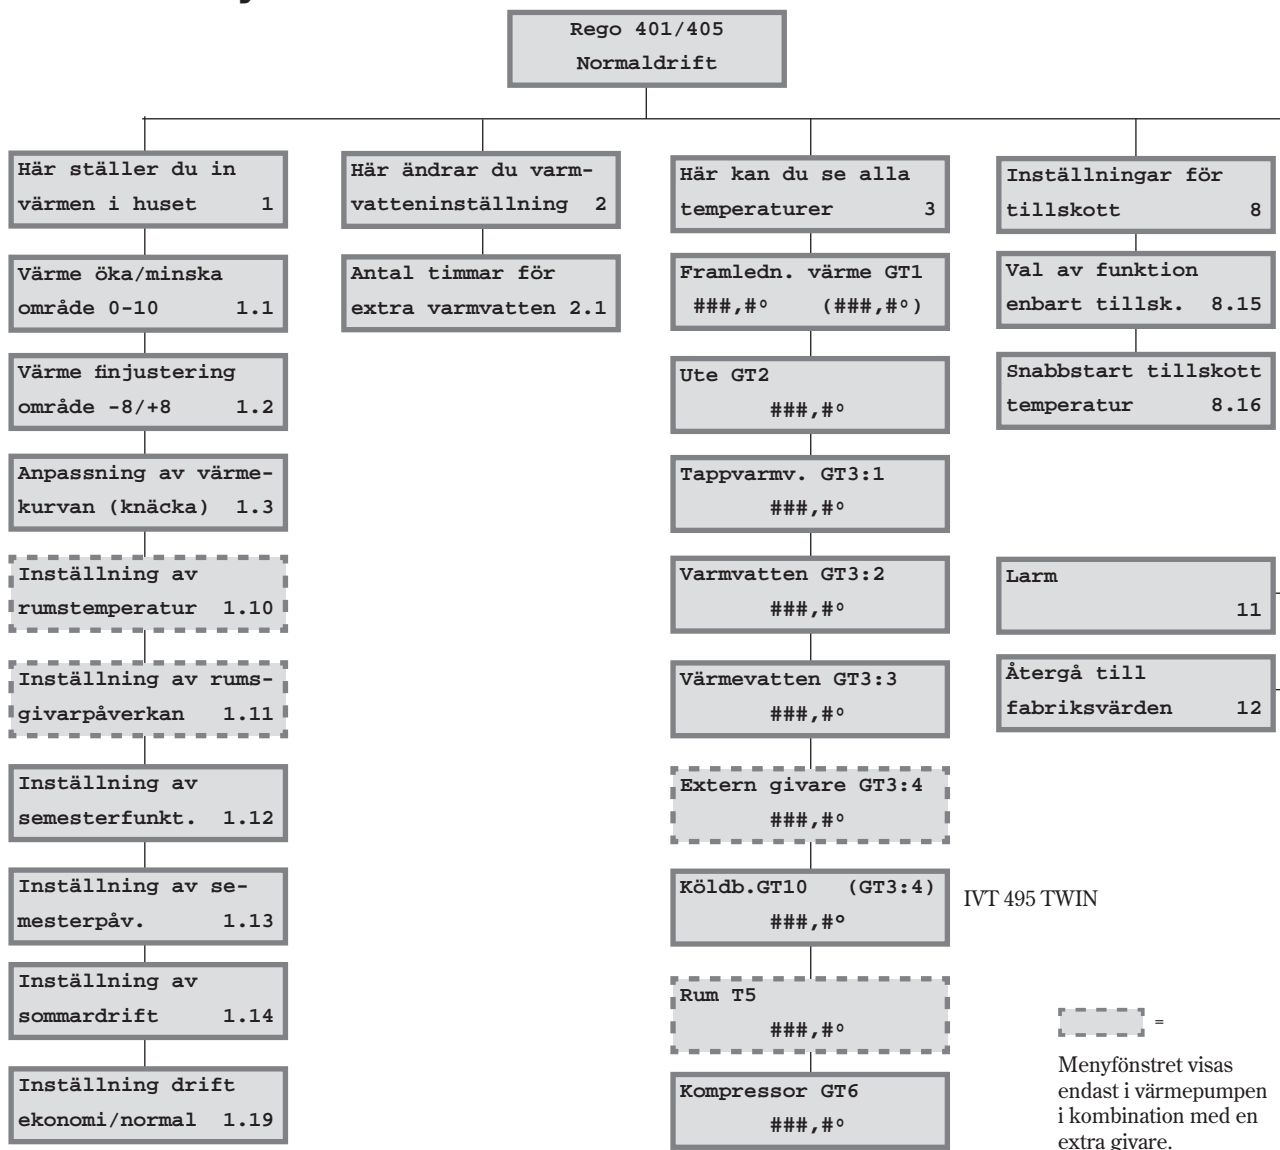 Rego 401/405
Normaldrift
Här ställer du in
värmen i huset 1
Värme öka/minska
område 0-10 1.1
Värme finjustering
område -8/+8 1.2
Anpassning av värme-
kurvan (knäcka) 1.3
Inställning av
rumstemperatur 1.10
Inställning av rums-
givarpåverkan 1.11
Inställning av
semesterfunkt. 1.12
Inställning av se-
mesterpåv. 1.13
Inställning av
sommardrift 1.14
Inställning drift
ekonomi/normal 1.19
Här ändrar du varm-
vatteninställning 2
Antal timmar för
extra varmvatten 2.1
Här kan du se alla
temperaturer 3
Framledn. värme GT1
###,#° (###,#°)
Ute GT2
###,#°
Tappvarmv. GT3:1
###,#°
Varmvatten GT3:2
###,#°
Värmevatten GT3:3
###,#°
Extern givare GT3:4
###,#°
Köldb.GT10 (GT3:4)
###,#°
IVT 495 TWIN
Rum T5
###,#°
Kompressor GT6
###,#°
Inställningar för
tillskott 8
Val av funktion
enbart tillsk. 8.15
Snabbstart tillskott
temperatur 8.16
Larm
11
Återgå till
fabriksvärden 12
=
Menyfönstret visas
endast i värmepumpen
i kombination med en
extra givare.